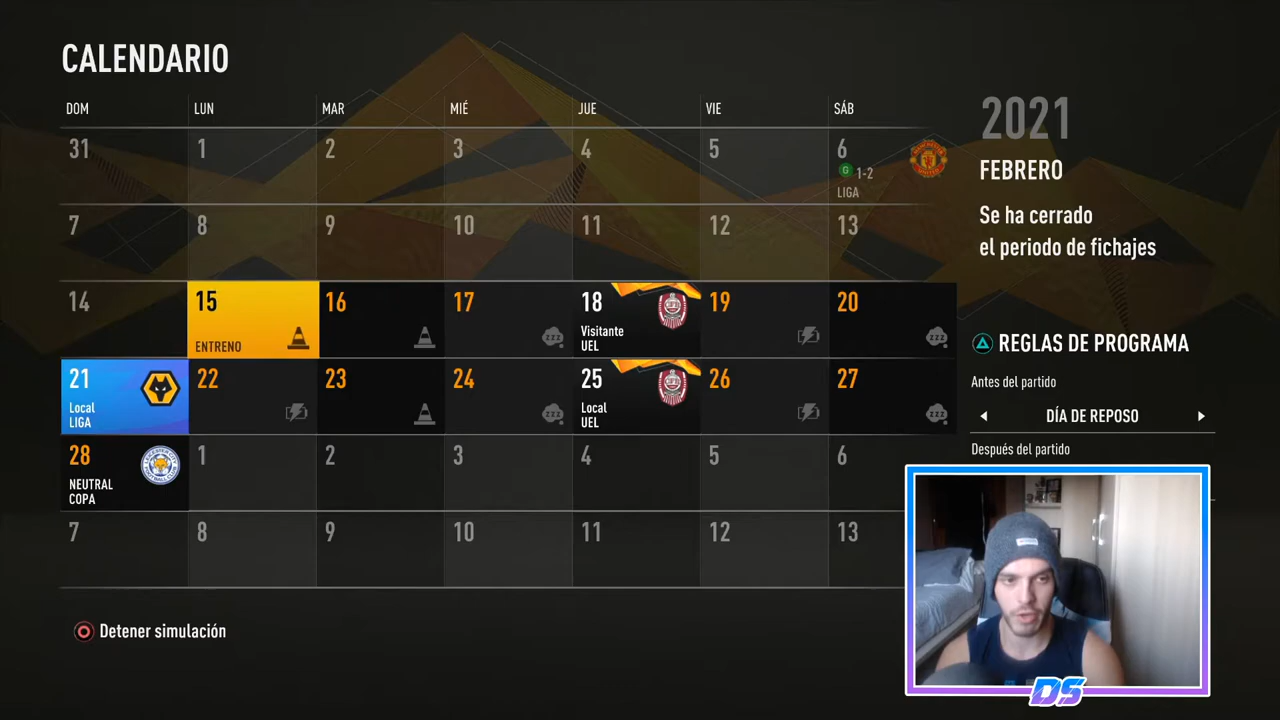 CALENDARIO
DOM LUN MAR MIÉ JUE VIE SÁB
31 1 2 3 4 5 6
G 1-2
LIGA
7 8 9 10 11 12 13
14 15 16 17 18 19 20
ENTRENO
Visitante
UEL
21 22 23 24 25 26 27
Local
LIGA
Local
UEL
28 1 2 3 4 5 6
NEUTRAL
COPA
7 8 9 10 11 12 13
Detener simulación
2021
FEBRERO
Se ha cerrado
el periodo de fichajes
REGLAS DE PROGRAMA
Antes del partido
DÍA DE REPOSO
Después del partido
DS